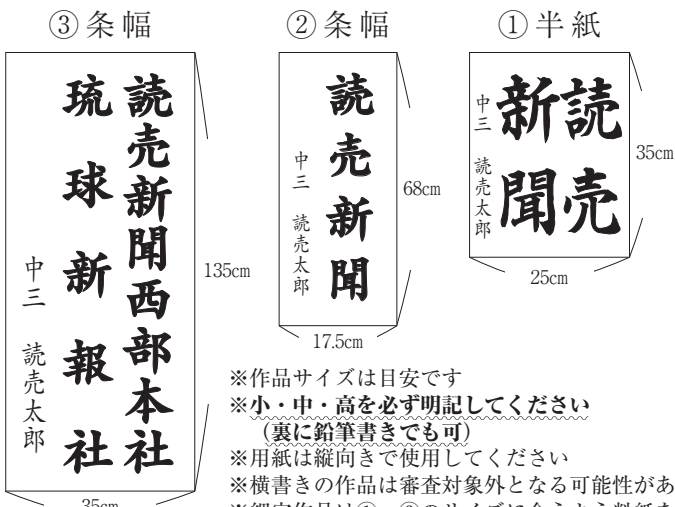 ①半紙
読売
新聞
中三 読売太郎
35cm
25cm
②条幅
読売新聞
中三 読売太郎
68cm
17.5cm
③条幅
読売新聞西部本社
琉球新報社
中三 読売太郎
135cm
35cm
※作品サイズは目安です
※小・中・高を必ず明記してください
(裏に鉛筆書きでも可)
※用紙は縦向きで使用してください
※横書きの作品は審査対象外となる可能性があ